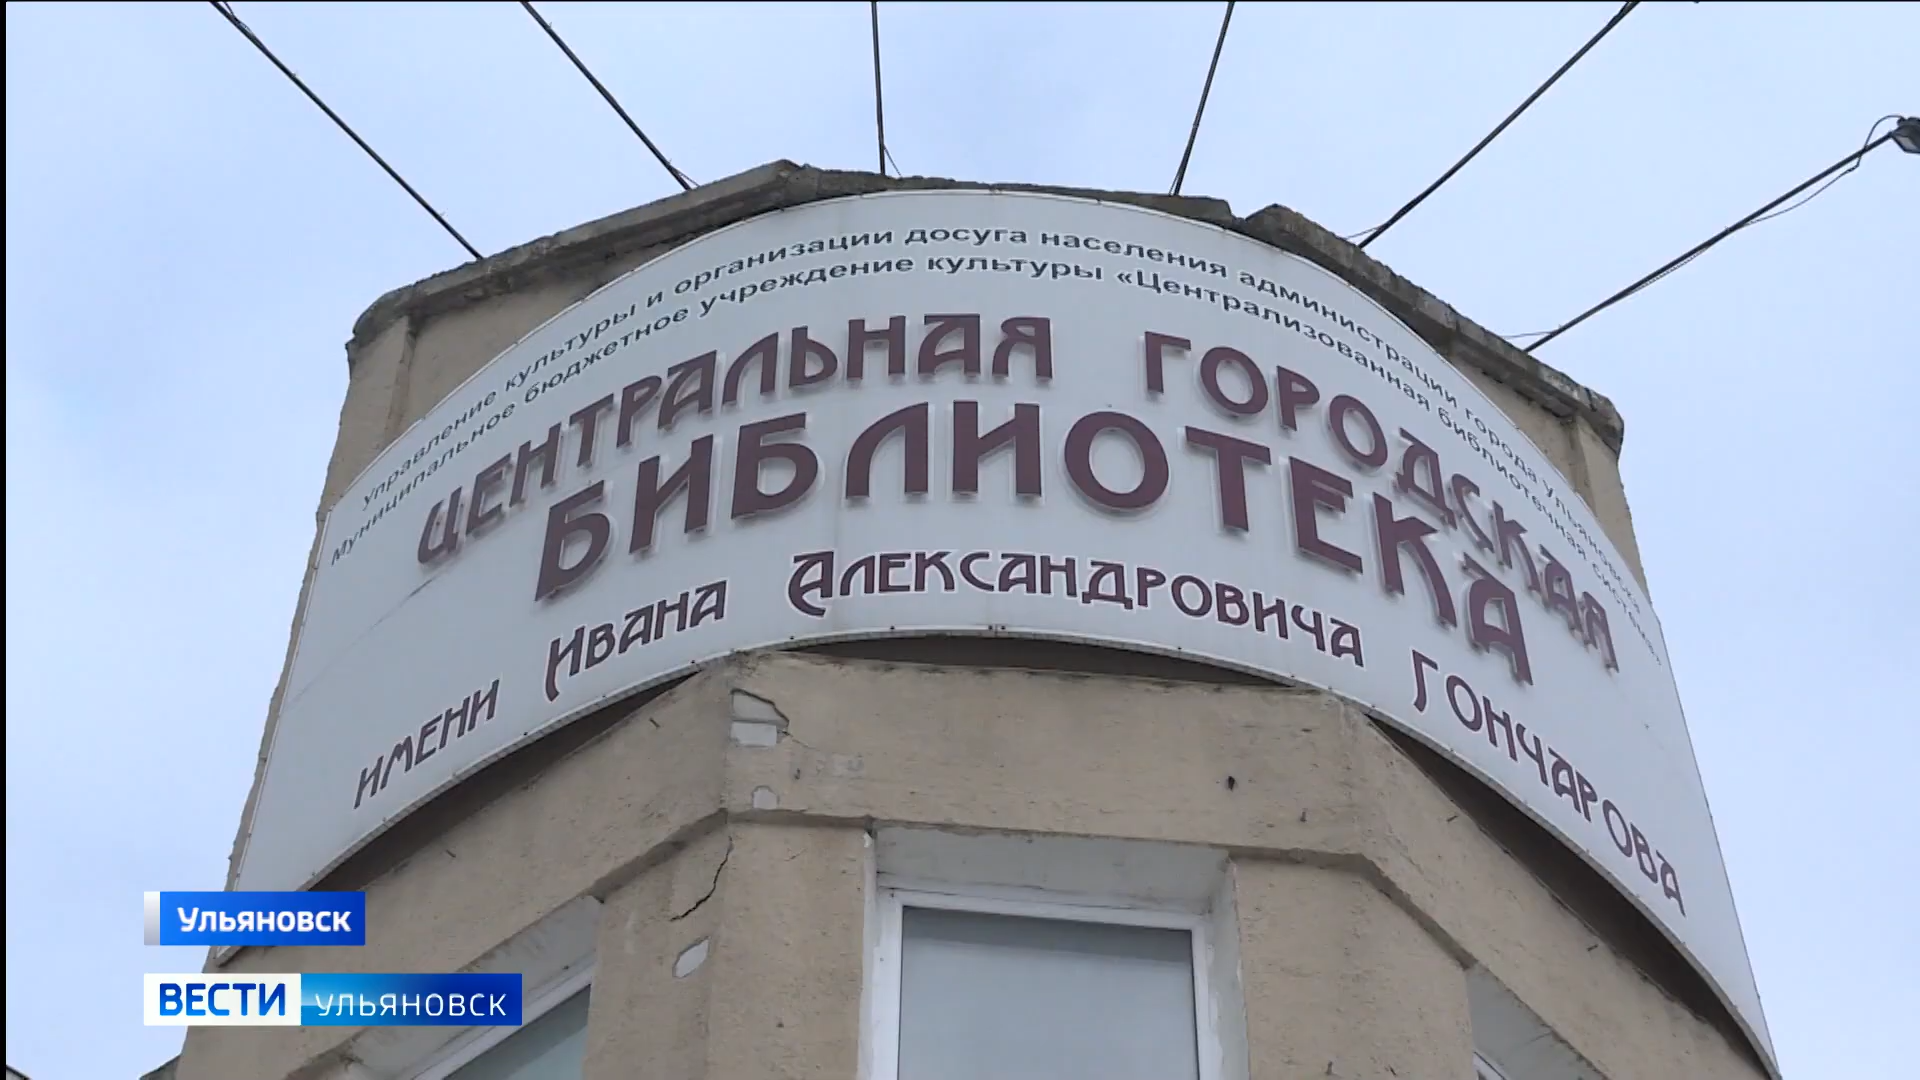 Управление культуры и организации досуга населения администрации города Ульяновска
Муниципальное бюджетное учреждение культуры «Централизованная библиотечная система»
ЦЕНТРАЛЬНАЯ ГОРОДСКАЯ
БИБЛИОТЕКА
имени Ивана Александровича Гончарова
Ульяновск
ВЕСТИ УЛЬЯНОВСК